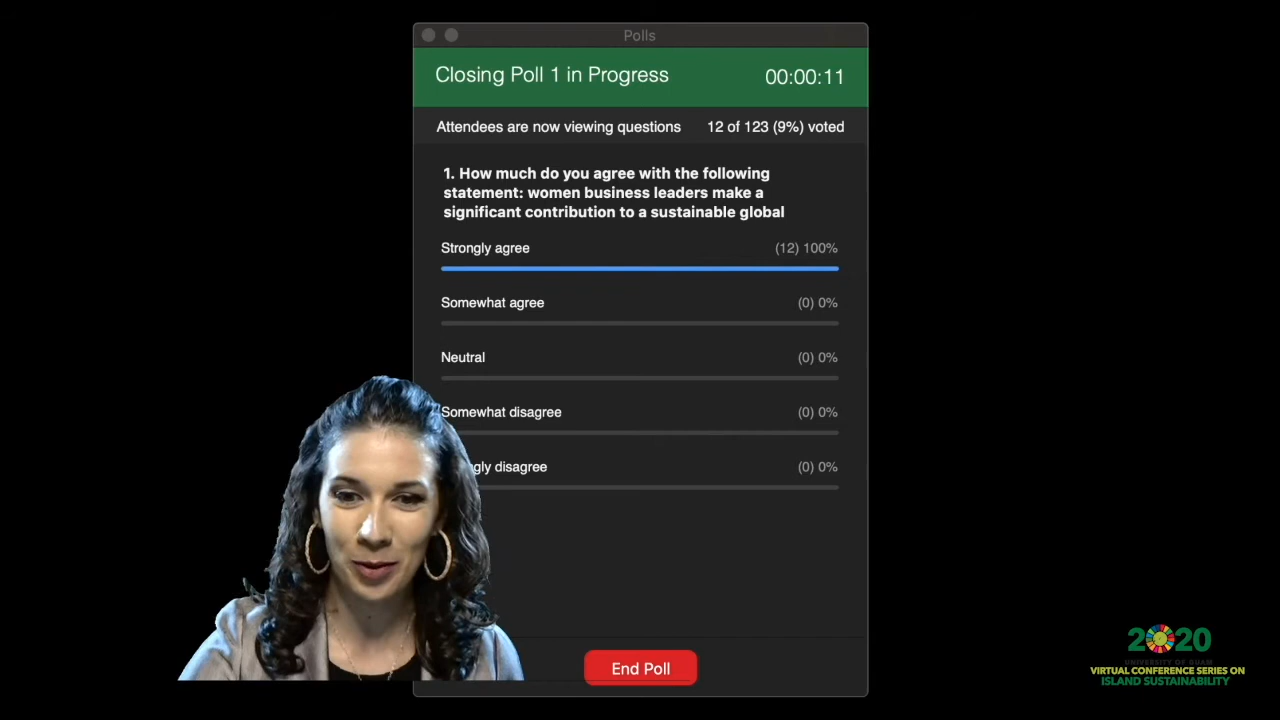 Polls
Closing Poll 1 in Progress 00:00:11
Attendees are now viewing questions 12 of 123 (9%) voted
1. How much do you agree with the following
statement: women business leaders make a
significant contribution to a sustainable global
Strongly agree (12) 100%
Somewhat agree (0) 0%
Neutral (0) 0%
Somewhat disagree (0) 0%
gly disagree (0) 0%
End Poll
2020
UNIVERSITY OF GUAM
VIRTUAL CONFERENCE SERIES ON
ISLAND SUSTAINABILITY